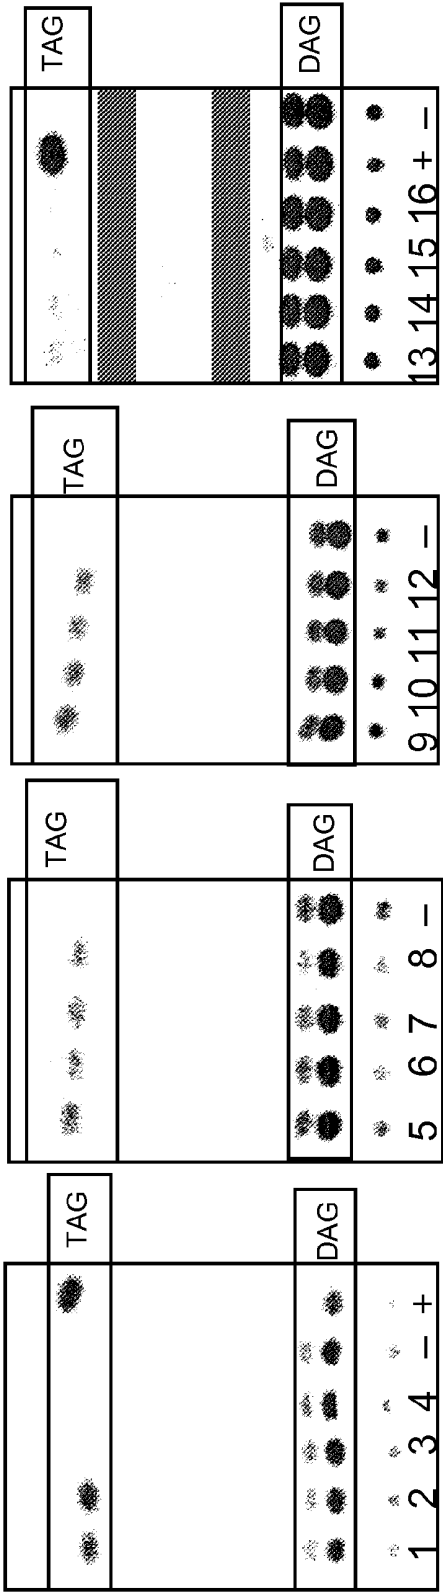 TAG
DAG
1 2 3 4 – +
TAG
DAG
5 6 7 8 –
TAG
DAG
9 10 11 12 –
TAG
DAG
13 14 15 16 + –